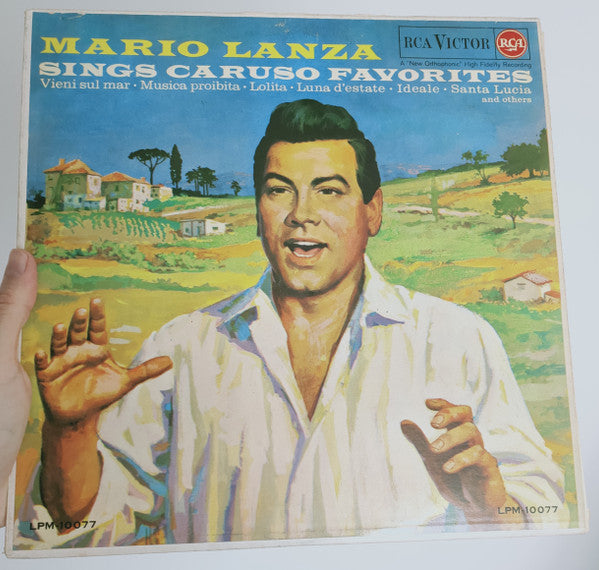 MARIO LANZA
RCA VICTOR
RCA
A "New Orthophonic" High Fidelity Recording
SINGS CARUSO FAVORITES
Vieni sul mar · Musica proibita · Lolita · Luna d'estate · Ideale · Santa Lucia
and others
LPM-10077
LPM-10077